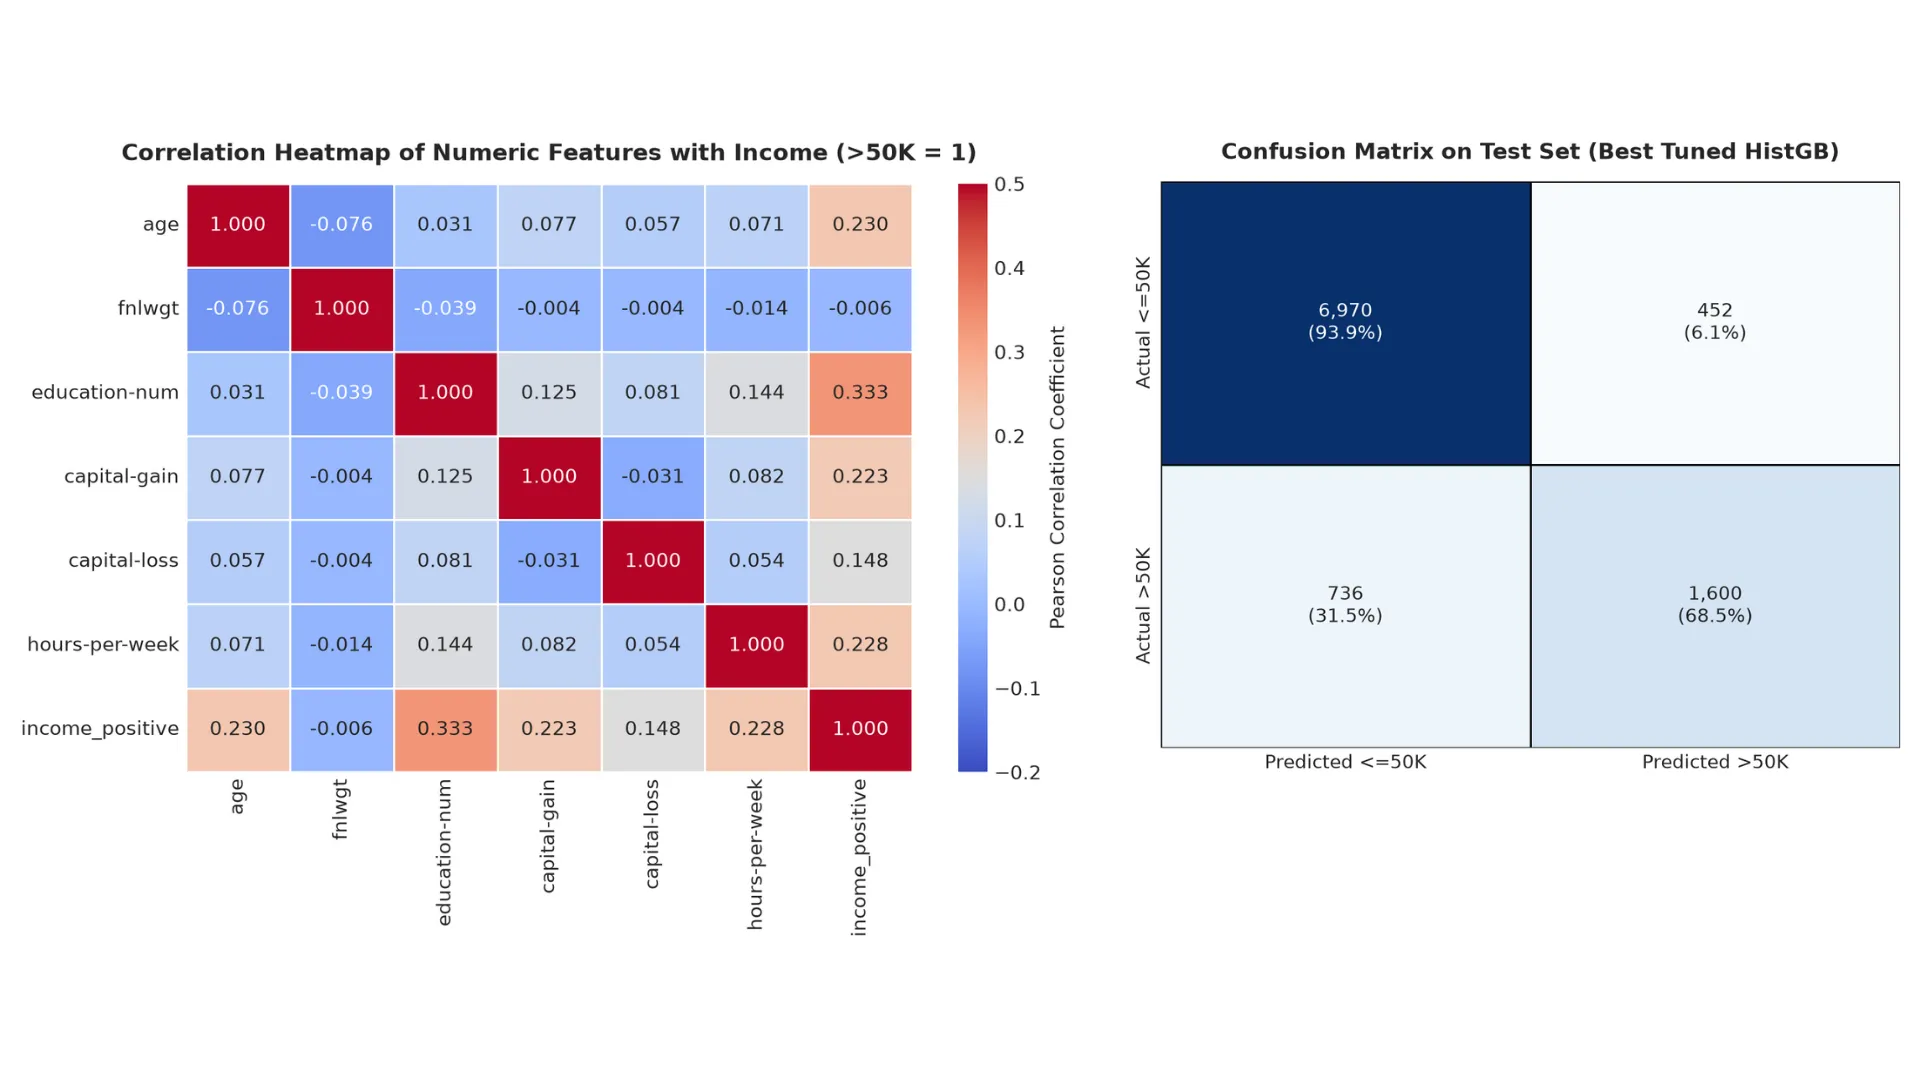 Correlation Heatmap of Numeric Features with Income (>50K = 1)
age 1.000 -0.076 0.031 0.077 0.057 0.071 0.230
fnlwgt -0.076 1.000 -0.039 -0.004 -0.004 -0.014 -0.006
education-num 0.031 -0.039 1.000 0.125 0.081 0.144 0.333
capital-gain 0.077 -0.004 0.125 1.000 -0.031 0.082 0.223
capital-loss 0.057 -0.004 0.081 -0.031 1.000 0.054 0.148
hours-per-week 0.071 -0.014 0.144 0.082 0.054 1.000 0.228
income_positive 0.230 -0.006 0.333 0.223 0.148 0.228 1.000
age
fnlwgt
education-num
capital-gain
capital-loss
hours-per-week
income_positive
0.5
0.4
0.3
0.2
0.1
0.0
−0.1
−0.2
Pearson Correlation Coefficient
Confusion Matrix on Test Set (Best Tuned HistGB)
Actual <=50K
6,970
(93.9%)
452
(6.1%)
Actual >50K
736
(31.5%)
1,600
(68.5%)
Predicted <=50K
Predicted >50K